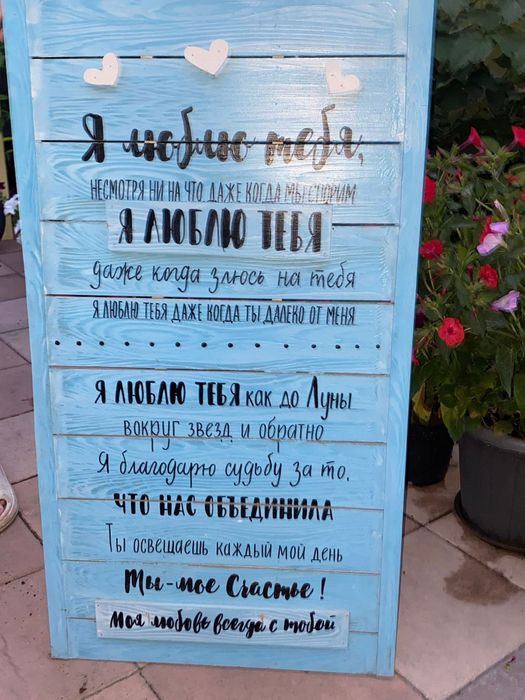 Я люблю тебя,
НЕСМОТРЯ НИ НА ЧТО ДАЖЕ КОГДА МЫ СПОРИМ
Я ЛЮБЛЮ ТЕБЯ
даже когда злюсь на тебя
Я ЛЮБЛЮ ТЕБЯ ДАЖЕ КОГДА ТЫ ДАЛЕКО ОТ МЕНЯ
Я ЛЮБЛЮ ТЕБЯ как до Луны
вокруг звезд и обратно
Я благодарю судьбу за то,
ЧТО НАС ОБЪЕДИНИЛА
Ты освещаешь каждый мой день
Ты-мое Счастье!
Моя любовь всегда с тобой